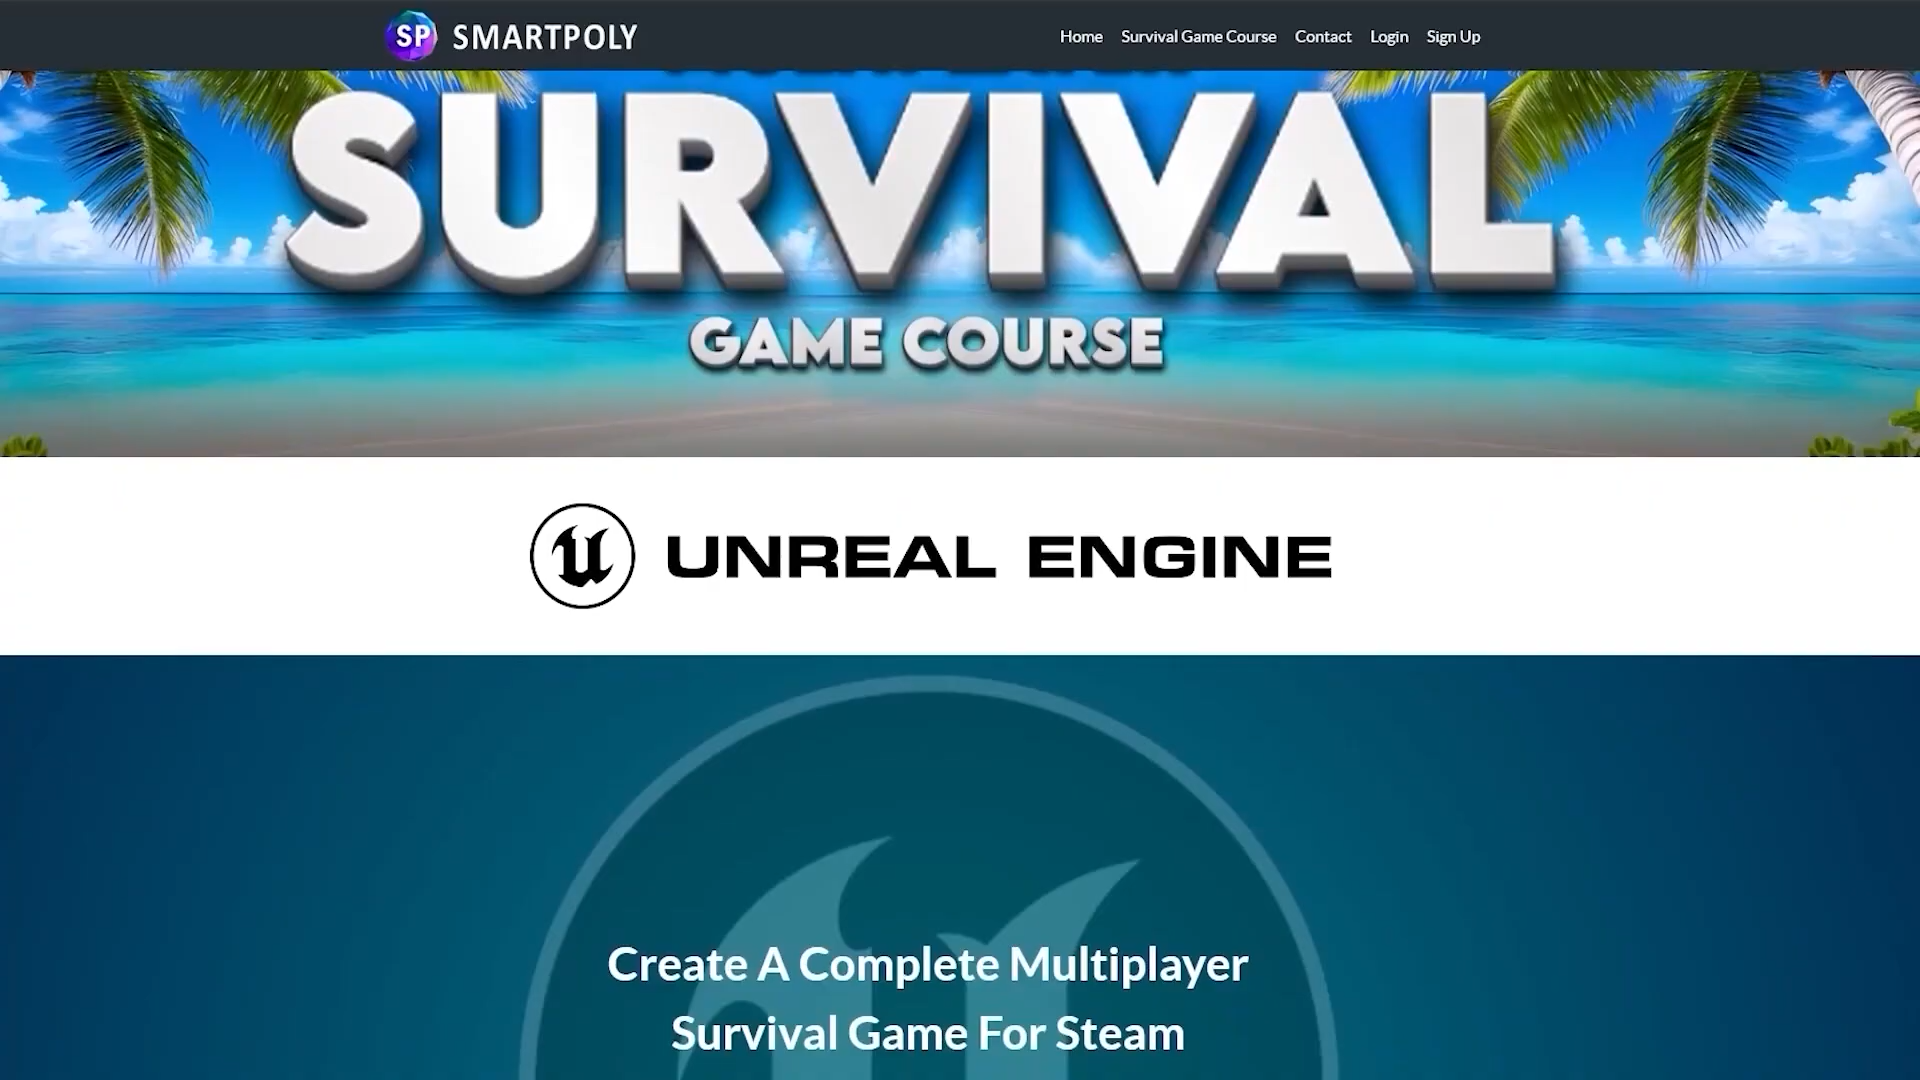 SP SMARTPOLY
Home Survival Game Course Contact Login Sign Up
SURVIVAL
GAME COURSE
UNREAL ENGINE
Create A Complete Multiplayer
Survival Game For Steam